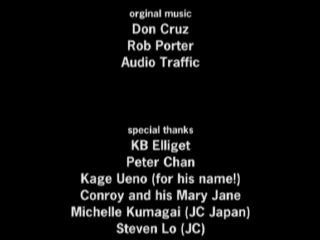 orginal music
Don Cruz
Rob Porter
Audio Traffic
special thanks
KB Elliget
Peter Chan
Kage Ueno (for his name!)
Conroy and his Mary Jane
Michelle Kumagai (JC Japan)
Steven Lo (JC)